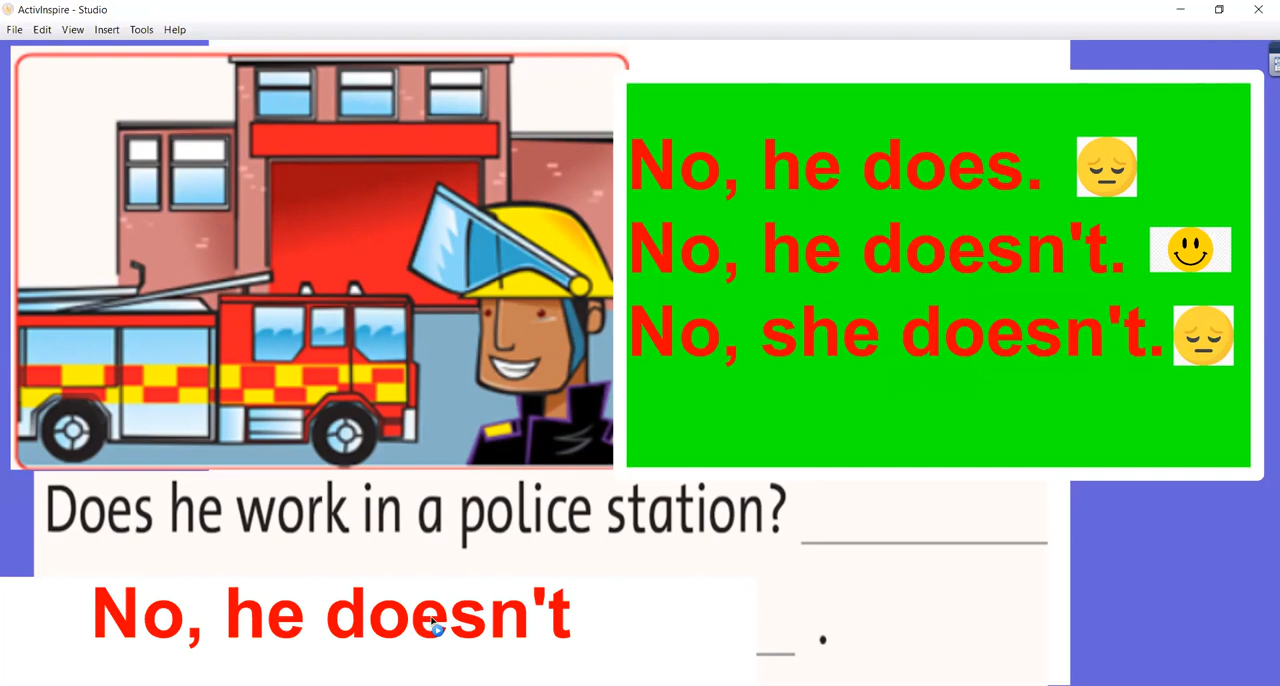 ActivInspire - Studio
File Edit View Insert Tools Help
No, he does.
No, he doesn't.
No, she doesn't.
Does he work in a police station?
No, he doesn't
.